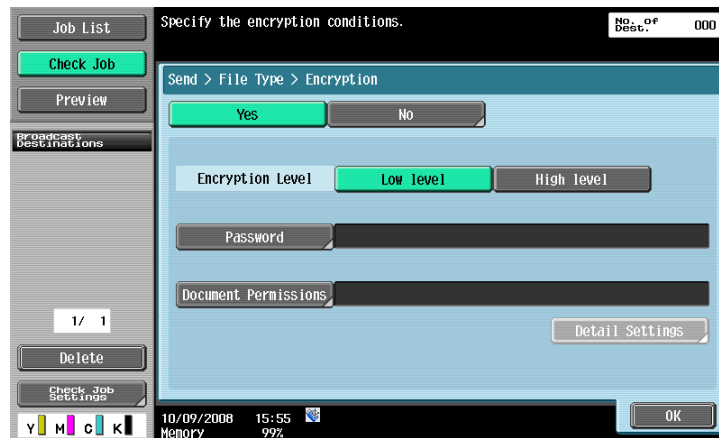 Job List
Check Job
Preview
Broadcast
Destinations
1/ 1
Delete
Check Job
Settings
Y M C K
Specify the encryption conditions.
No. of
Dest. 000
Send > File Type > Encryption
Yes No
Encryption Level Low level High level
Password
Document Permissions
Detail Settings
OK
10/09/2008 15:55
Memory 99%